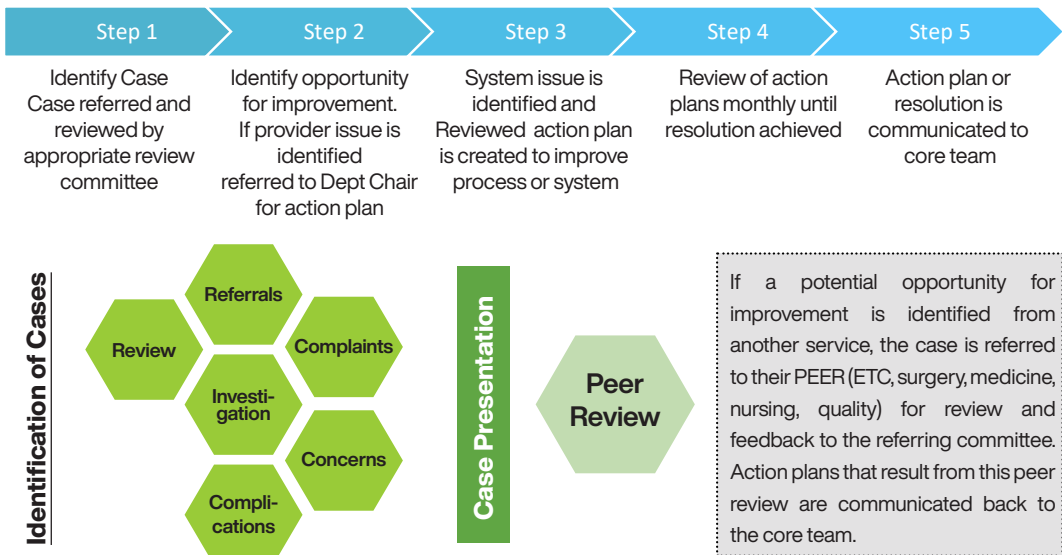 Step 1
Step 2
Step 3
Step 4
Step 5
Identify Case
Case referred and
reviewed by
appropriate review
committee
Identify opportunity
for improvement.
If provider issue is
identified
referred to Dept Chair
for action plan
System issue is
identified and
Reviewed action plan
is created to improve
process or system
Review of action
plans monthly until
resolution achieved
Action plan or
resolution is
communicated to
core team
Identification of Cases
Referrals
Review
Complaints
Investi-
gation
Concerns
Compli-
cations
Case Presentation
Peer
Review
If a potential opportunity for
improvement is identified from
another service, the case is referred
to their PEER (ETC, surgery, medicine,
nursing, quality) for review and
feedback to the referring committee.
Action plans that result from this peer
review are communicated back to
the core team.